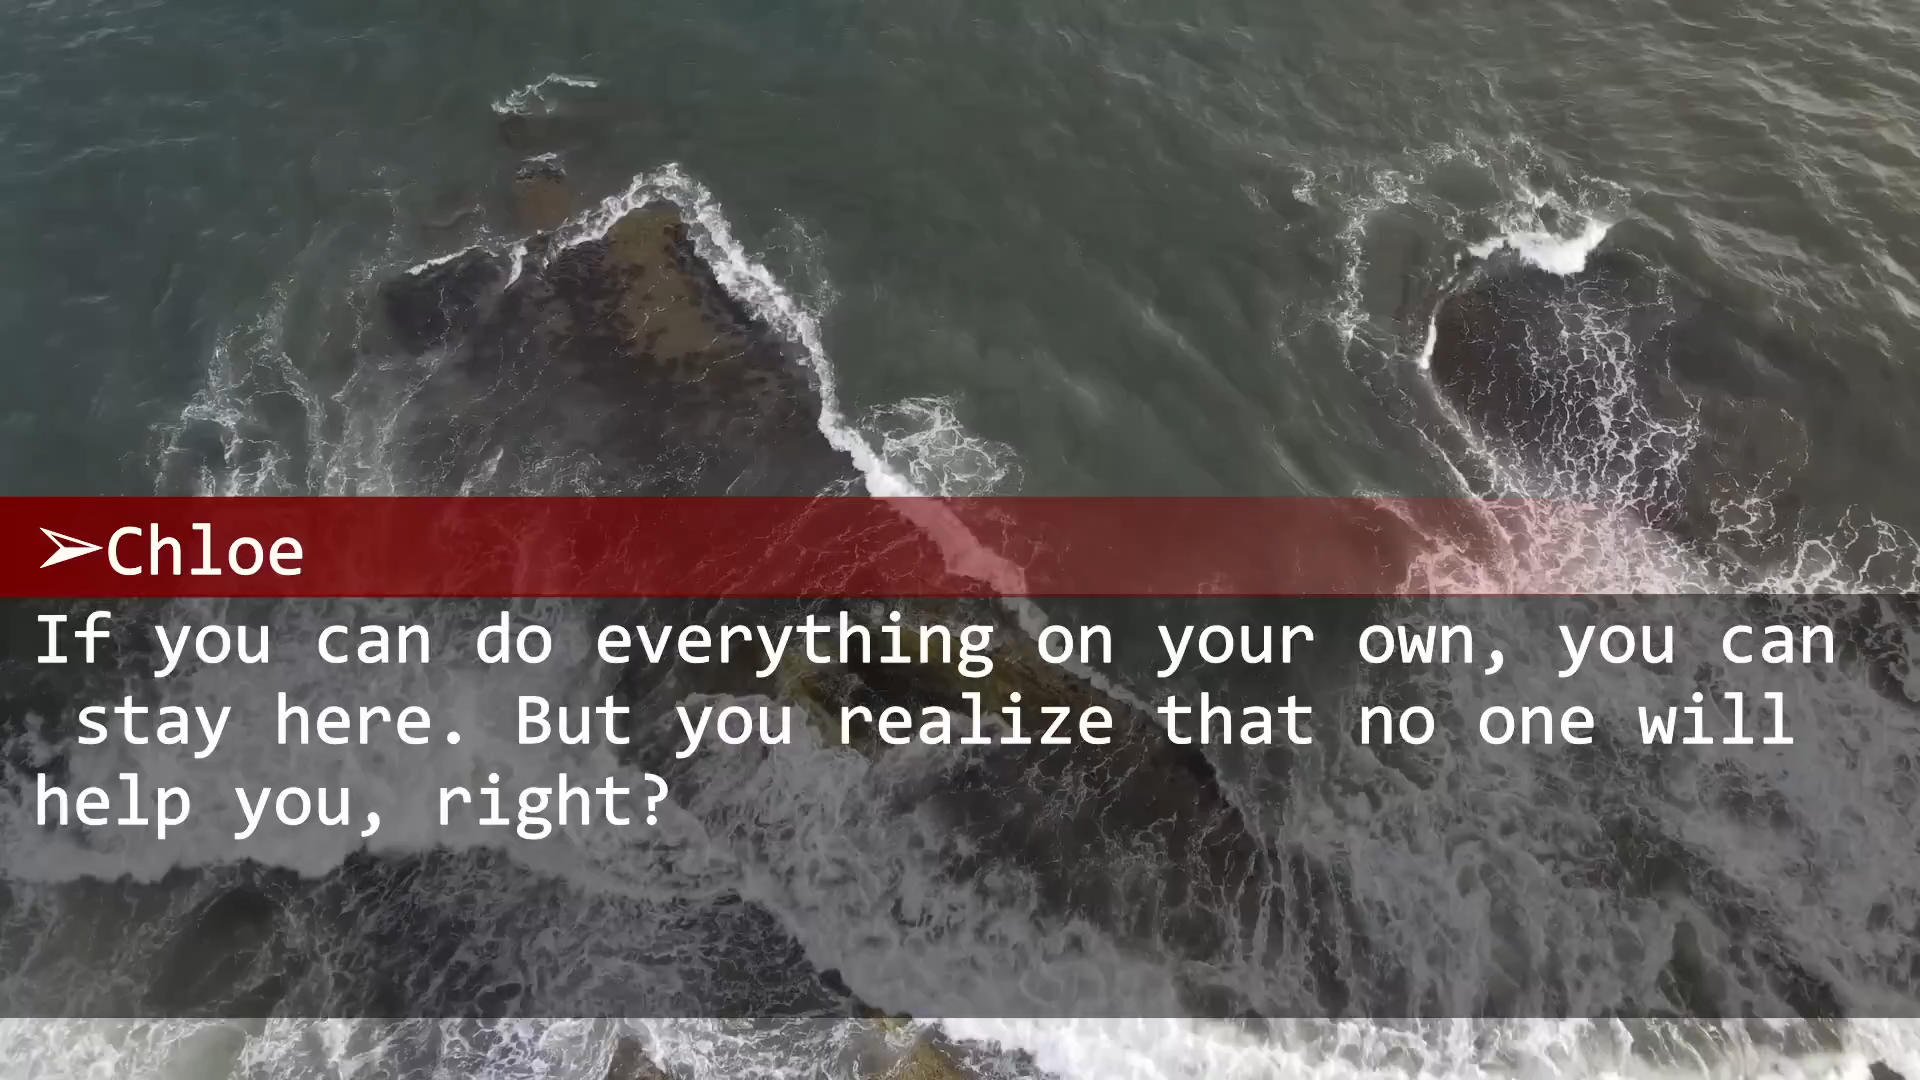 ➢Chloe
If you can do everything on your own, you can
stay here. But you realize that no one will
help you, right?